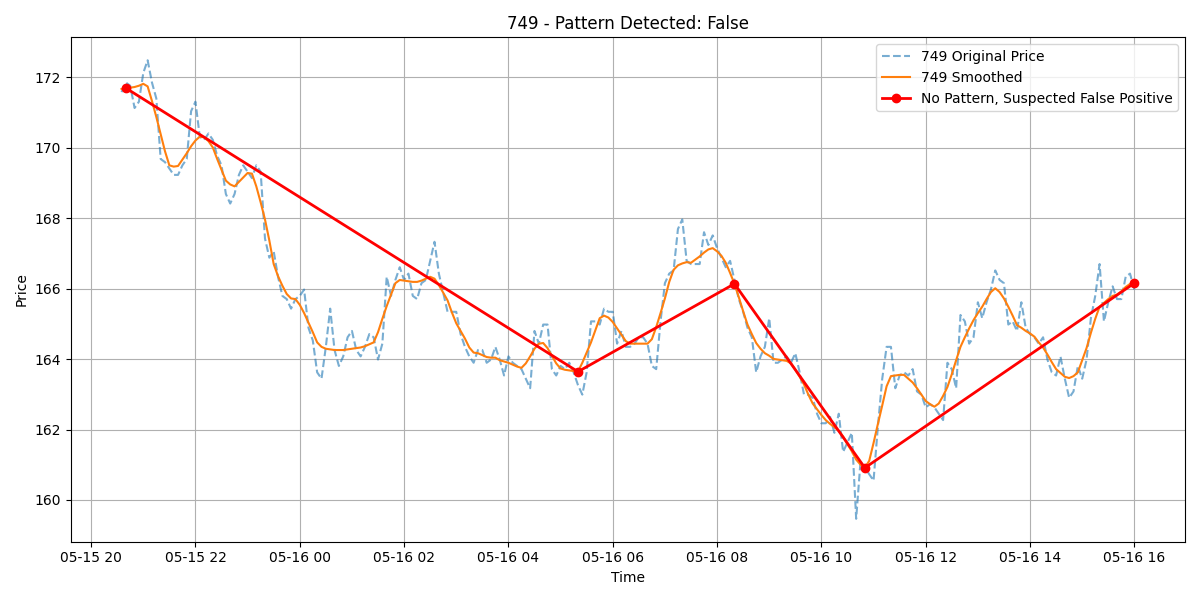 749 - Pattern Detected: False
749 Original Price
749 Smoothed
No Pattern, Suspected False Positive
Price
172
170
168
166
164
162
160
05-15 20 05-15 22 05-16 00 05-16 02 05-16 04 05-16 06 05-16 08 05-16 10 05-16 12 05-16 14 05-16 16
Time